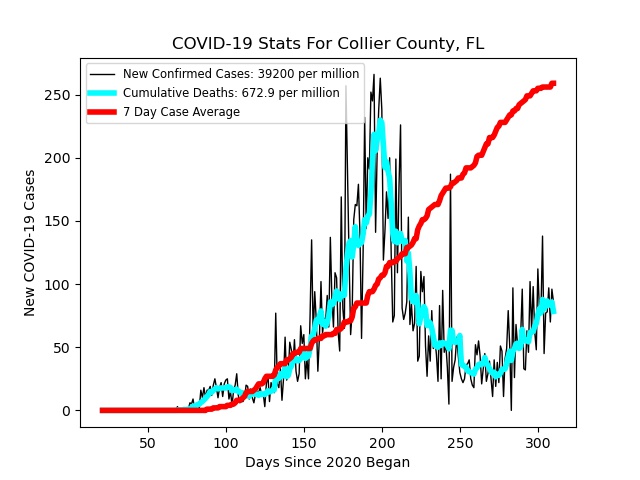 COVID-19 Stats For Collier County, FL
New Confirmed Cases: 39200 per million
Cumulative Deaths: 672.9 per million
7 Day Case Average
New COVID-19 Cases
250
200
150
100
50
0
50
100
150
200
250
300
Days Since 2020 Began